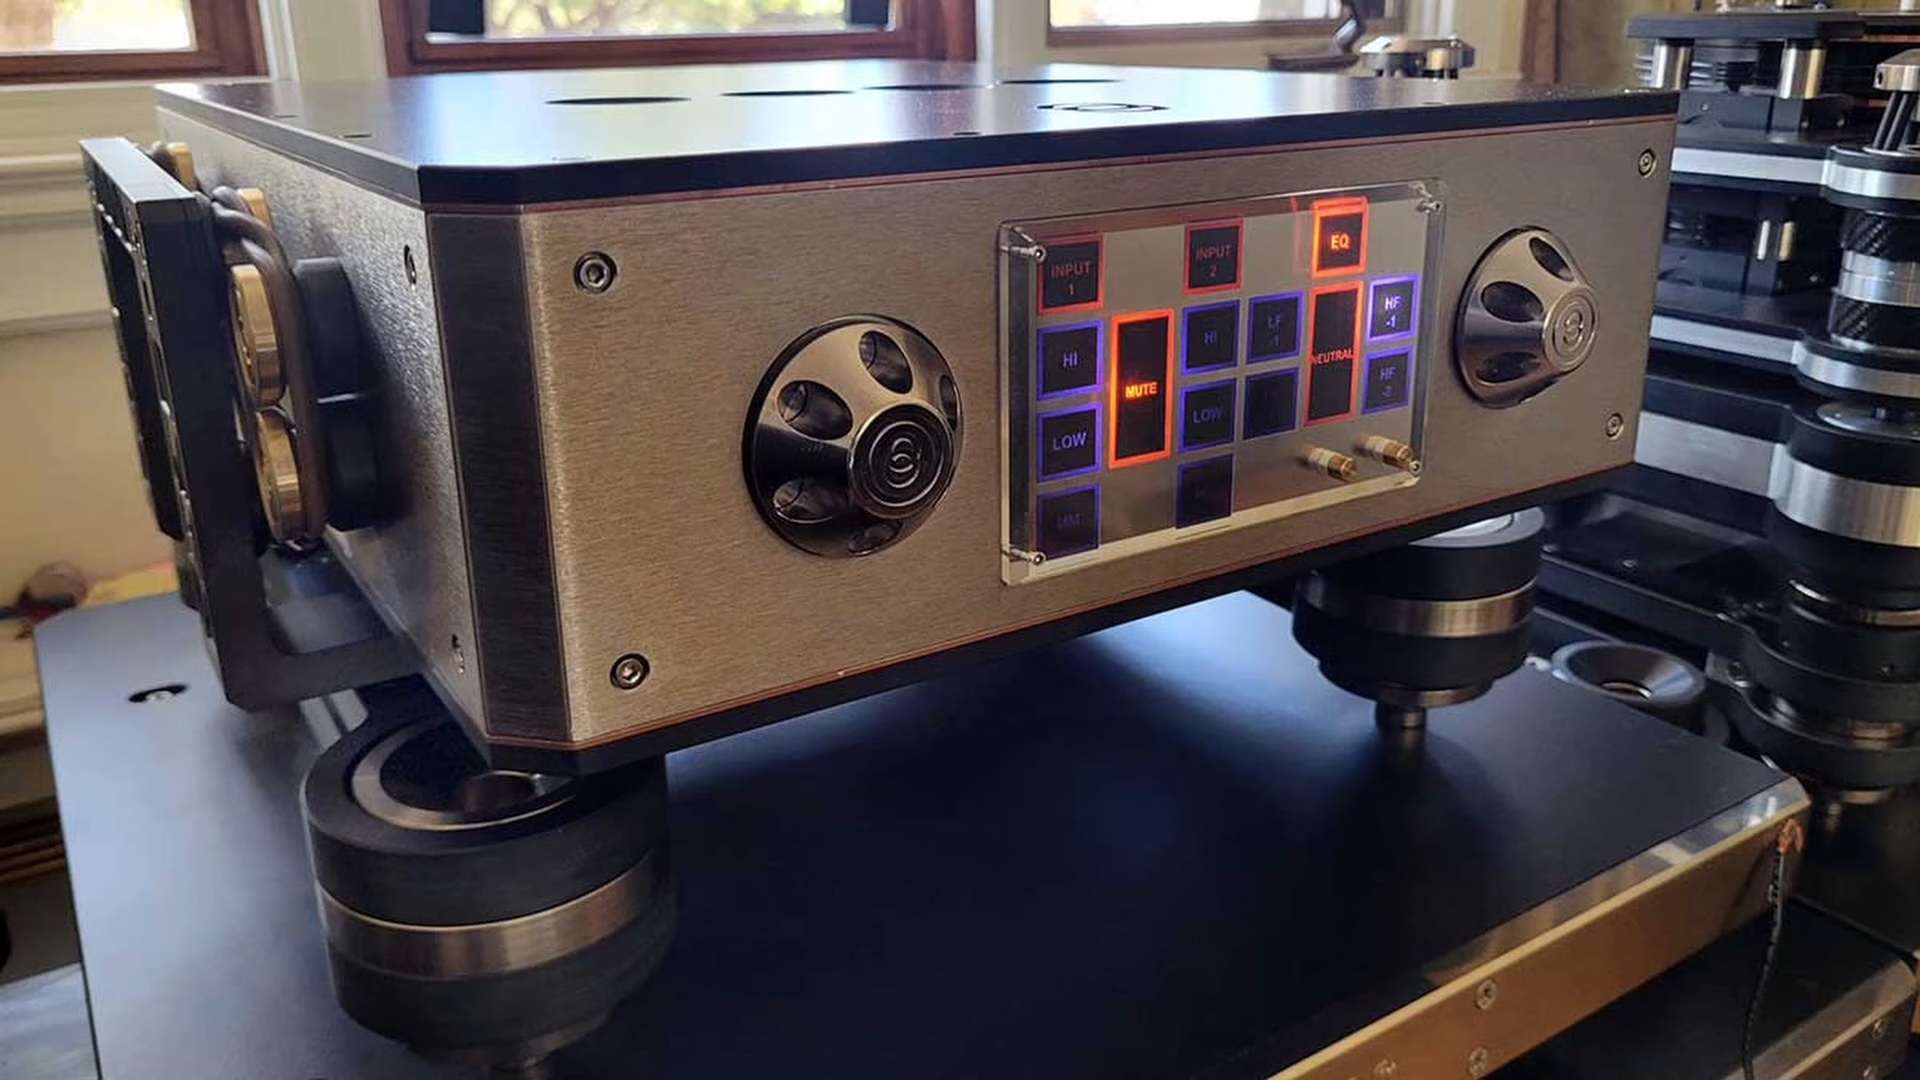 INPUT
1
INPUT
2
EQ
HI
MUTE
HI
LF
-1
NEUTRAL
HF
-1
LOW
LOW
HF
-2
MM